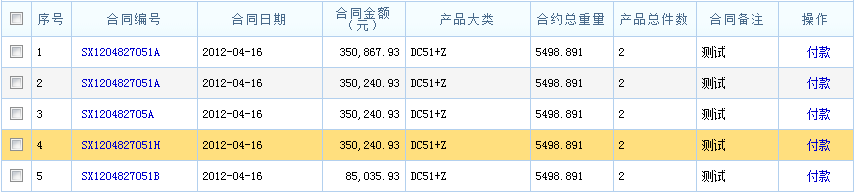 序号 合同编号 合同日期 合同金额（元） 产品大类 合约总重量 产品总件数 合同备注 操作
1 SX1204827051A 2012-04-16 350,867.93 DC51+Z 5498.891 2 测试 付款
2 SX1204827051A 2012-04-16 350,240.93 DC51+Z 5498.891 2 测试 付款
3 SX120482705A 2012-04-16 350,240.93 DC51+Z 5498.891 2 测试 付款
4 SX1204827051H 2012-04-16 350,240.93 DC51+Z 5498.891 2 测试 付款
5 SX1204827051B 2012-04-16 85,035.93 DC51+Z 5498.891 2 测试 付款